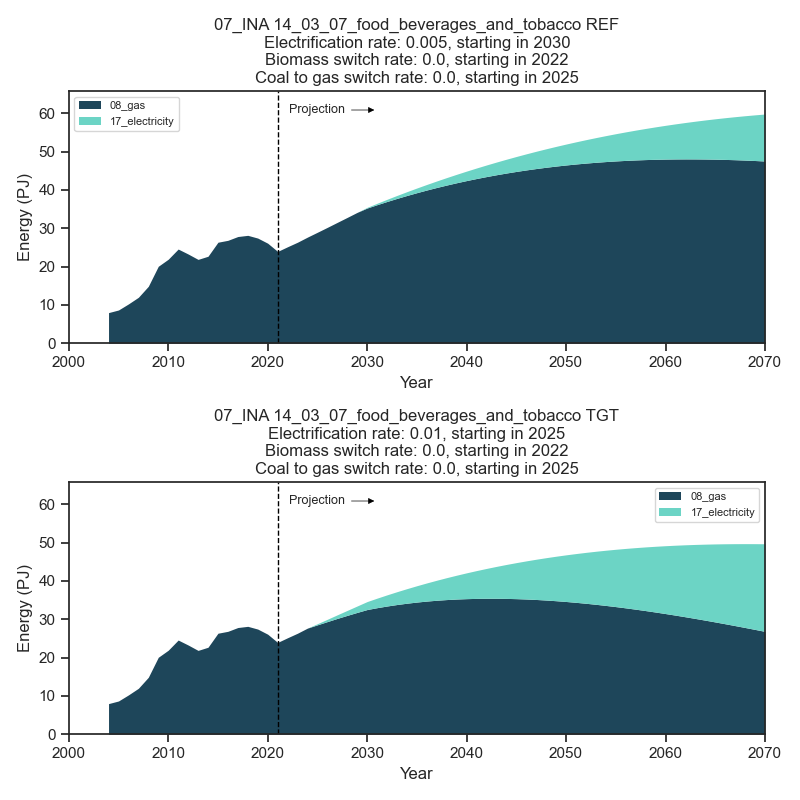 07_INA 14_03_07_food_beverages_and_tobacco REF
Electrification rate: 0.005, starting in 2030
Biomass switch rate: 0.0, starting in 2022
Coal to gas switch rate: 0.0, starting in 2025
08_gas
17_electricity
Projection
60
50
40
30
20
10
0
Energy (PJ)
2000 2010 2020 2030 2040 2050 2060 2070
Year
07_INA 14_03_07_food_beverages_and_tobacco TGT
Electrification rate: 0.01, starting in 2025
Biomass switch rate: 0.0, starting in 2022
Coal to gas switch rate: 0.0, starting in 2025
Projection
08_gas
17_electricity
60
50
40
30
20
10
0
Energy (PJ)
2000 2010 2020 2030 2040 2050 2060 2070
Year